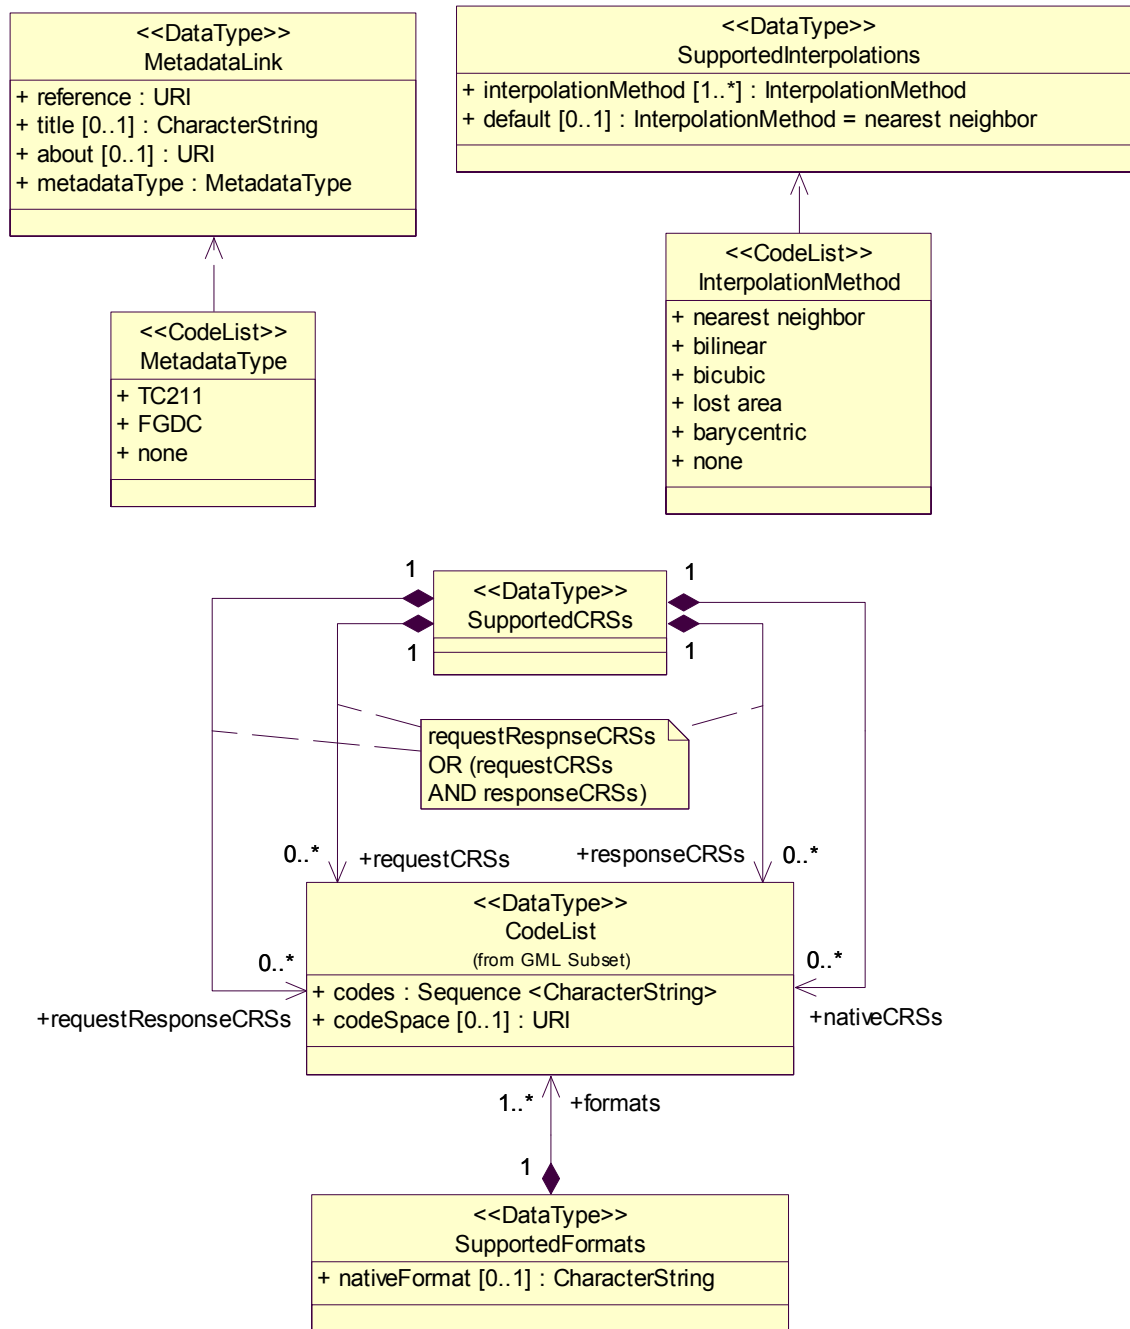 <<DataType>>
MetadataLink
+ reference : URI
+ title [0..1] : CharacterString
+ about [0..1] : URI
+ metadataType : MetadataType
<<DataType>>
SupportedInterpolations
+ interpolationMethod [1..*] : InterpolationMethod
+ default [0..1] : InterpolationMethod = nearest neighbor
<<CodeList>>
MetadataType
+ TC211
+ FGDC
+ none
<<CodeList>>
InterpolationMethod
+ nearest neighbor
+ bilinear
+ bicubic
+ lost area
+ barycentric
+ none
1
1
<<DataType>>
SupportedCRSs
1
1
requestRespnseCRSs
OR (requestCRSs
AND responseCRSs)
0..*
+requestCRSs
+responseCRSs
0..*
<<DataType>>
CodeList
(from GML Subset)
+ codes : Sequence <CharacterString>
+ codeSpace [0..1] : URI
0..*
+requestResponseCRSs
0..*
+nativeCRSs
1..*
+formats
1
<<DataType>>
SupportedFormats
+ nativeFormat [0..1] : CharacterString